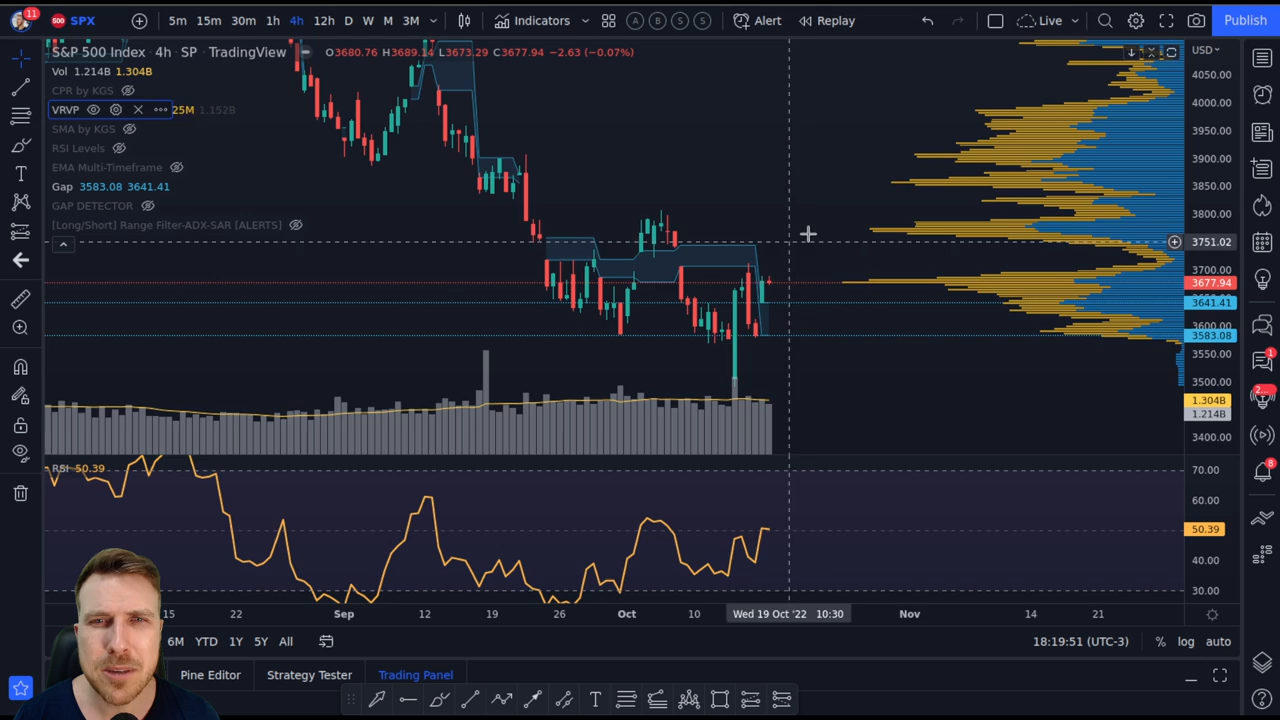 11
500 SPX
5m 15m 30m 1h 4h 12h D W M 3M
Indicators
A B S S
Alert
Replay
Live
Publish
S&P 500 Index · 4h · SP · TradingView
O3680.76 H3689.14 L3673.29 C3677.94 −2.63 (−0.07%)
USD
Vol 1.214B 1.304B
CPR by KGS
VRVP 25M 1.152B
SMA by KGS
RSI Levels
EMA Multi-Timeframe
Gap 3583.08 3641.41
GAP DETECTOR
[Long/Short] Range Filter-ADX-SAR [ALERTS]
4050.00
4000.00
3950.00
3900.00
3850.00
3800.00
3751.02
3700.00
3677.94
3641.41
3600.00
3583.08
3550.00
3500.00
1.304B
1.214B
3400.00
RSI 50.39
70.00
60.00
50.39
40.00
30.00
15 22 Sep 12 19 26 Oct 10 Wed 19 Oct '22 10:30 Nov 14 21
6M YTD 1Y 5Y All
18:19:51 (UTC-3)
% log auto
Pine Editor Strategy Tester Trading Panel
T
T
1
2...
8